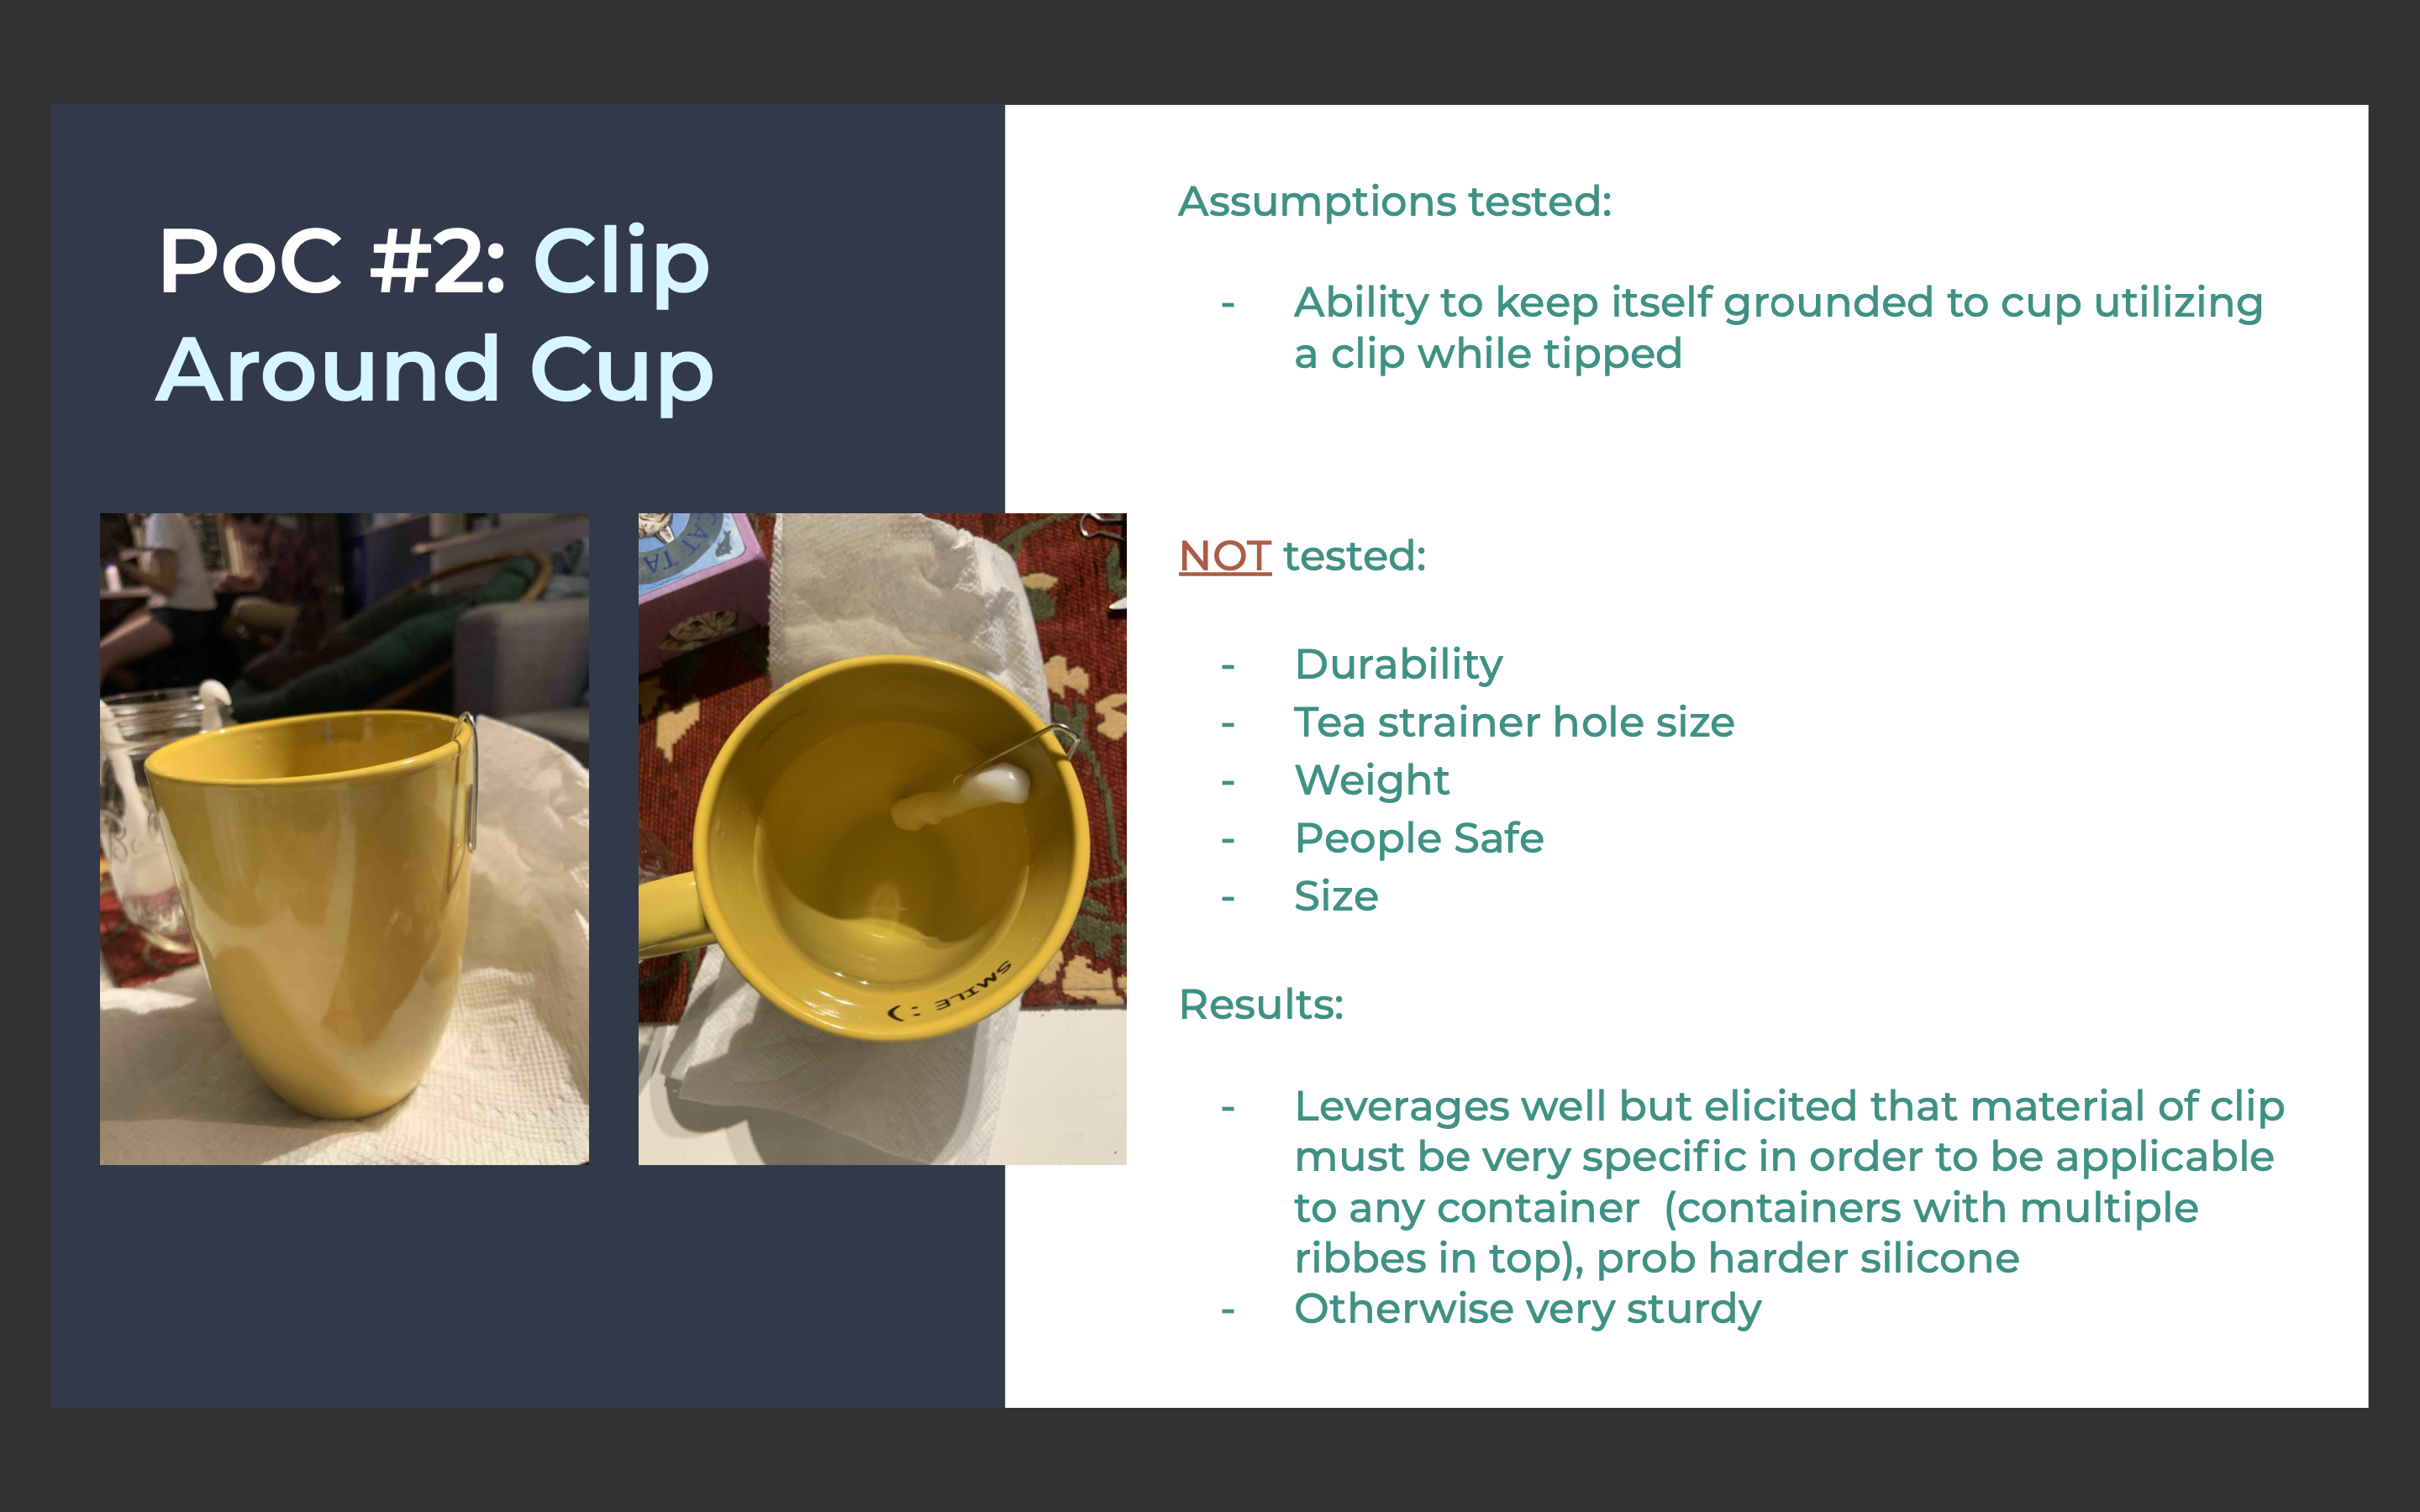 PoC #2: Clip
Around Cup
CAT TA
SMILE :)
Assumptions tested:
- Ability to keep itself grounded to cup utilizing
a clip while tipped
NOT tested:
- Durability
- Tea strainer hole size
- Weight
- People Safe
- Size
Results:
- Leverages well but elicited that material of clip
must be very specific in order to be applicable
to any container  (containers with multiple
ribbes in top), prob harder silicone
- Otherwise very sturdy